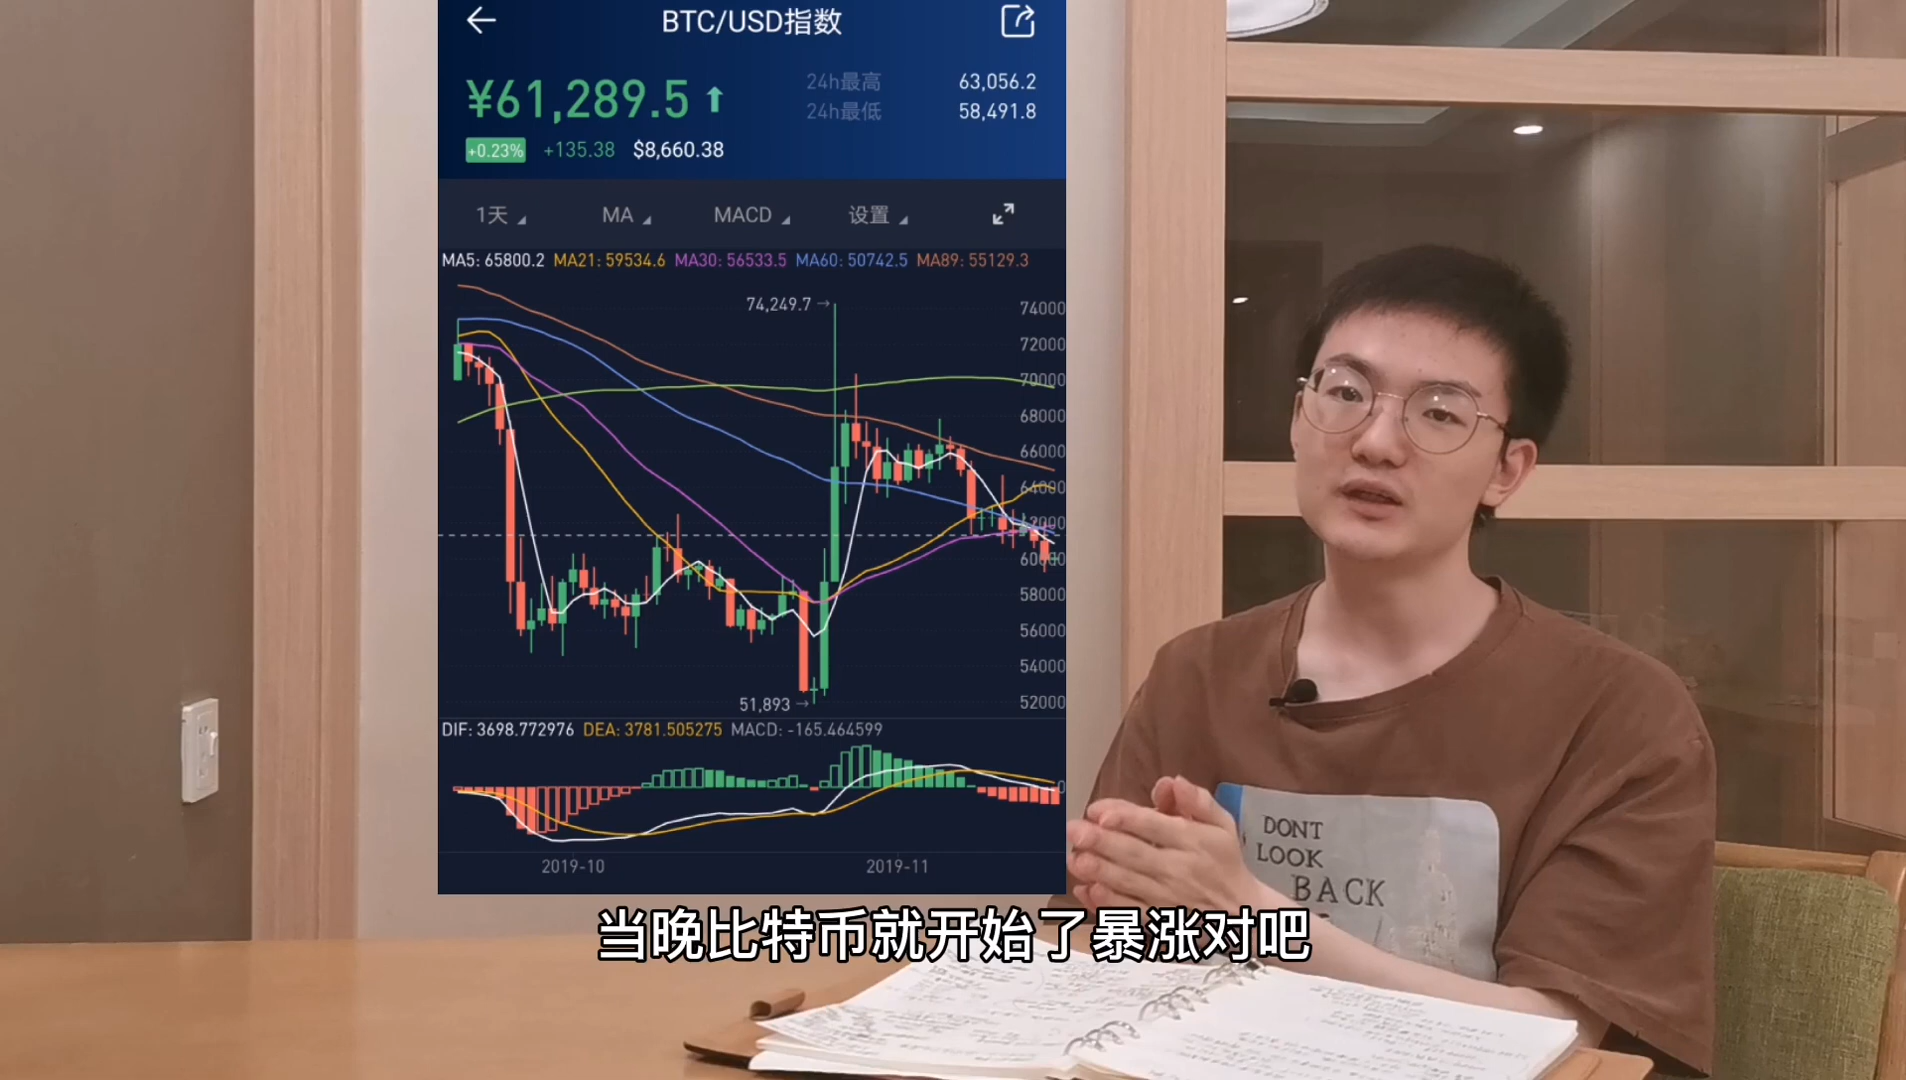 BTC/USD指数
¥61,289.5
24h最高 63,056.2
24h最低 58,491.8
+0.23% +135.38 $8,660.38
1天 MA MACD 设置
MA5: 65800.2 MA21: 59534.6 MA30: 56533.5 MA60: 50742.5 MA89: 55129.3
74,249.7
74000
72000
70000
68000
66000
64000
62000
60000
58000
56000
54000
51,893
52000
DIF: 3698.772976 DEA: 3781.505275 MACD: -165.464599
0
2019-10 2019-11
DONT
LOOK
BACK
当晚比特币就开始了暴涨对吧